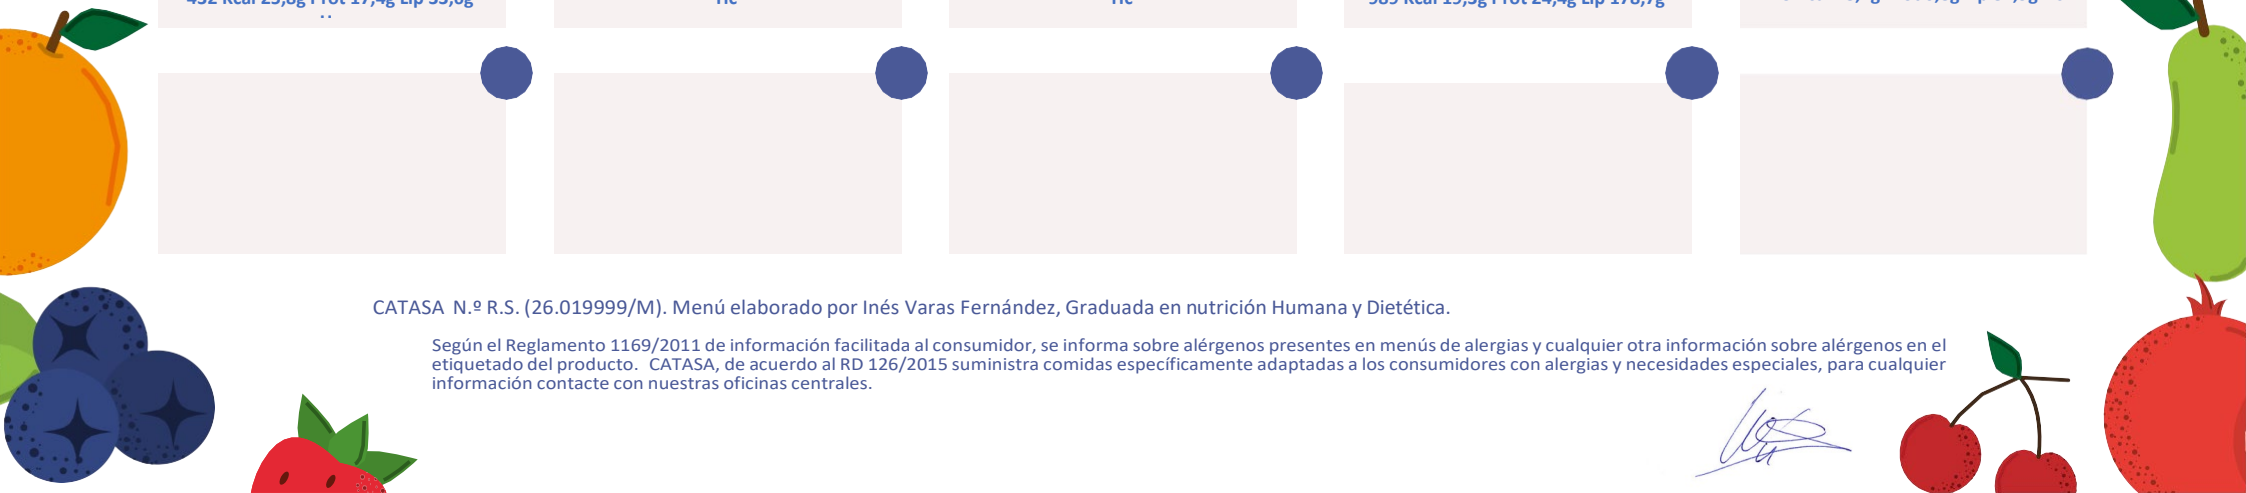 Hc
Hc
CATASA N.º R.S. (26.019999/M). Menú elaborado por Inés Varas Fernández, Graduada en nutrición Humana y Dietética.
Según el Reglamento 1169/2011 de información facilitada al consumidor, se informa sobre alérgenos presentes en menús de alergias y cualquier otra información sobre alérgenos en el
etiquetado del producto. CATASA, de acuerdo al RD 126/2015 suministra comidas específicamente adaptadas a los consumidores con alergias y necesidades especiales, para cualquier
información contacte con nuestras oficinas centrales.